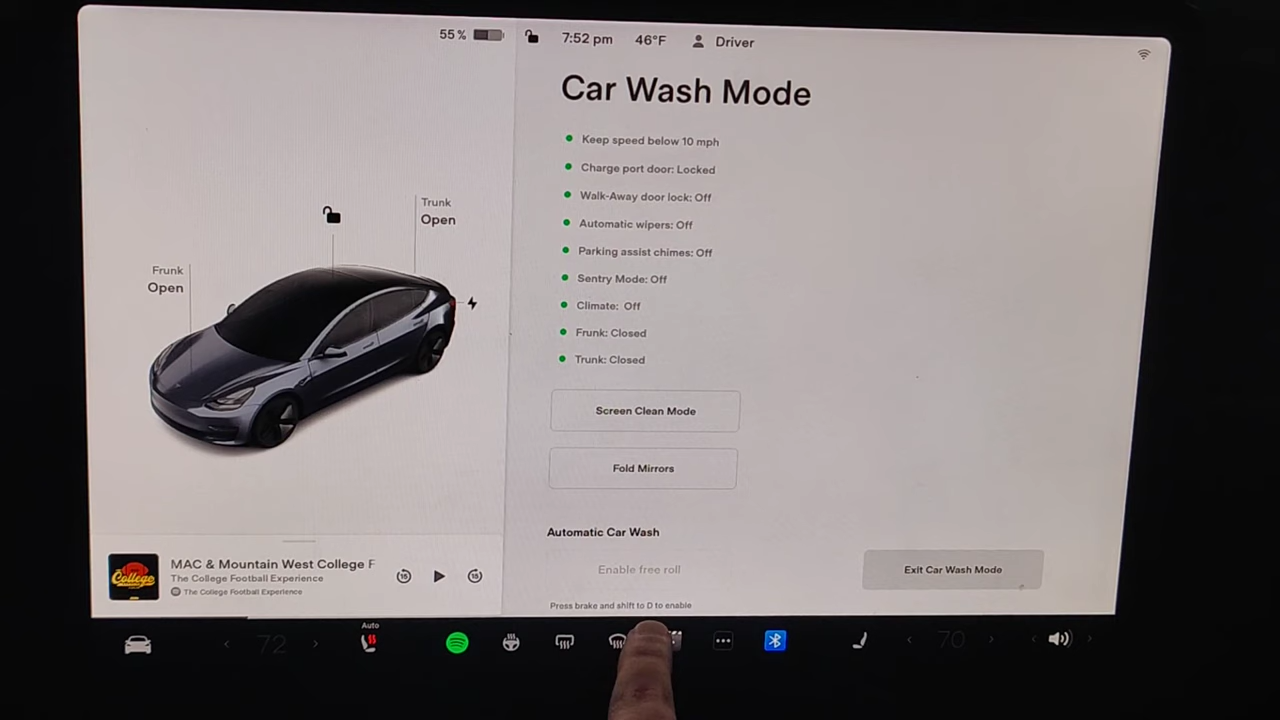 55 %
7:52 pm 46°F Driver
Car Wash Mode
Keep speed below 10 mph
Charge port door: Locked
Walk-Away door lock: Off
Automatic wipers: Off
Parking assist chimes: Off
Sentry Mode: Off
Climate: Off
Frunk: Closed
Trunk: Closed
Screen Clean Mode
Fold Mirrors
Automatic Car Wash
Enable free roll
Press brake and shift to D to enable
Exit Car Wash Mode
Trunk
Open
Frunk
Open
College
MAC & Mountain West College F
The College Football Experience
The College Football Experience
15
15
72
Auto
70